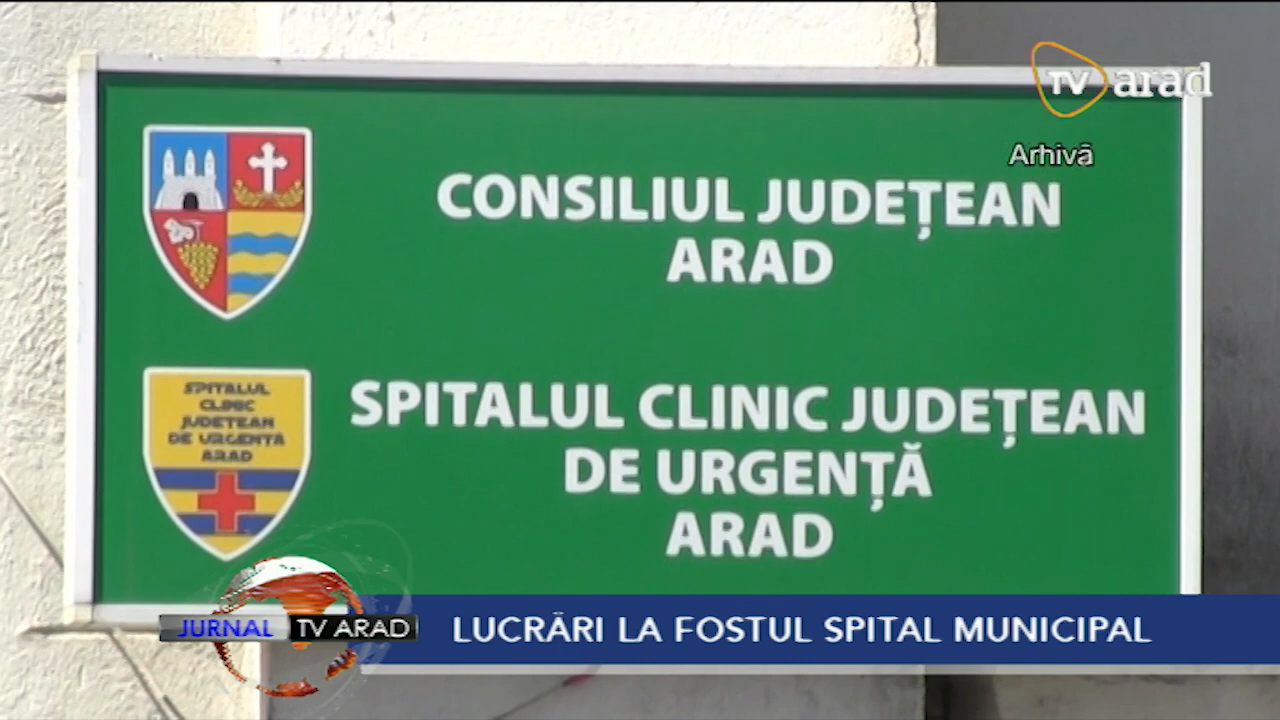 TV arad
Arhivă
CONSILIUL JUDEȚEAN
ARAD
SPITALUL
CLINIC
JUDETEAN
DE URGENTA
ARAD
SPITALUL CLINIC JUDEȚEAN
DE URGENȚĂ
ARAD
JURNAL TV ARAD
LUCRĂRI LA FOSTUL SPITAL MUNICIPAL